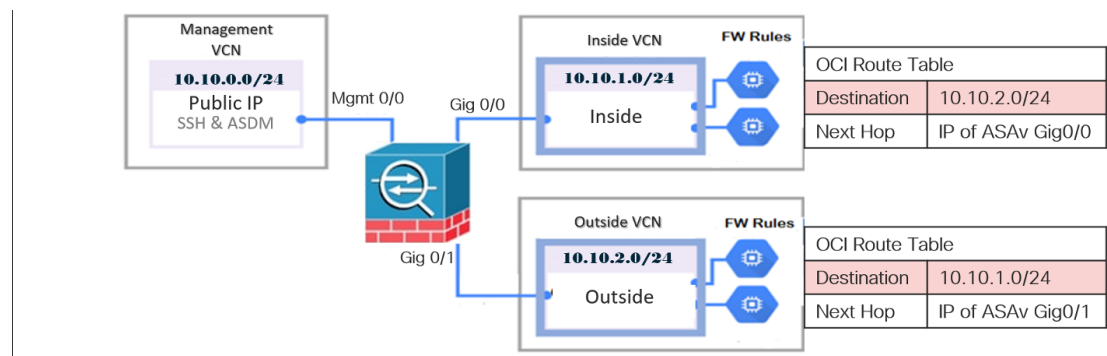 Management
VCN
10.10.0.0/24
Public IP
SSH & ASDM
Mgmt 0/0
Gig 0/0
Gig 0/1
Inside VCN
FW Rules
10.10.1.0/24
Inside
OCI Route Table
Destination 10.10.2.0/24
Next Hop IP of ASAv Gig0/0
Outside VCN
FW Rules
10.10.2.0/24
Outside
OCI Route Table
Destination 10.10.1.0/24
Next Hop IP of ASAv Gig0/1